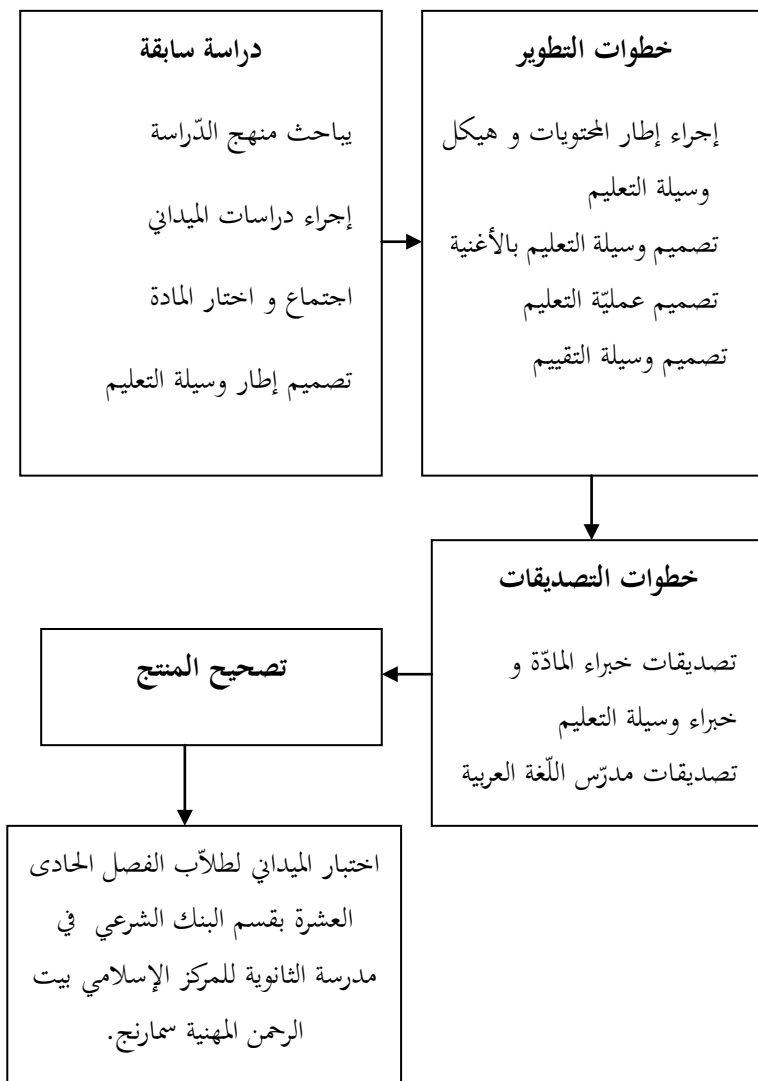 دراسة سابقة
يباحث منهج الدّراسة
إجراء دراسات الميداني
اجتماع و اختار المادة
تصميم إطار وسيلة التعليم
خطوات التطوير
إجراء إطار المحتويات و هيكل
وسيلة التعليم
تصميم وسيلة التعليم بالأغنية
تصميم عمليّة التعليم
تصميم وسيلة التقييم
خطوات التصديقات
تصديقات خبراء المادّة و
خبراء وسيلة التعليم
تصديقات مدرّس اللّغة العربية
تصحيح المنتج
اختبار الميداني لطلاّب الفصل الحادى
العشرة بقسم البنك الشرعي في
مدرسة الثانوية للمركز الإسلامي بيت
الرحمن المهنية سمارنج.